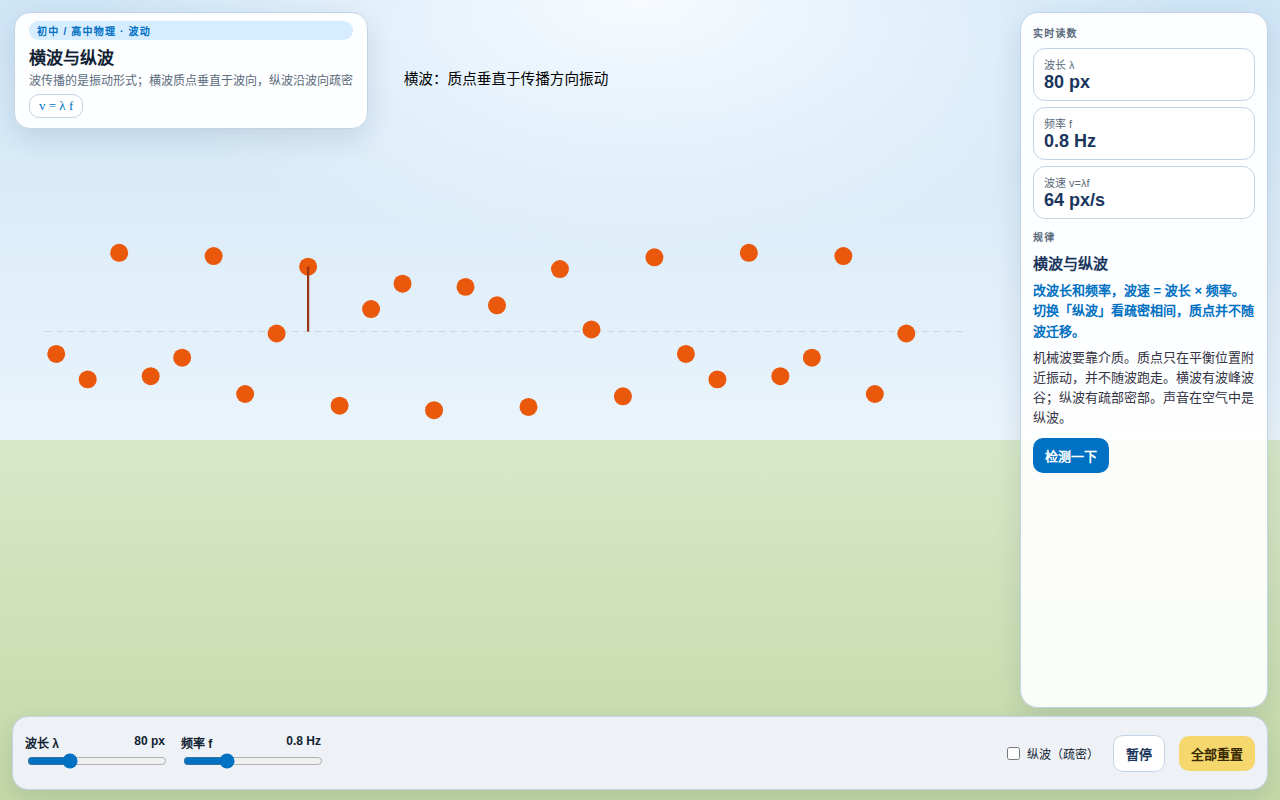 初中 / 高中物理 · 波动
横波与纵波
波传播的是振动形式；横波质点垂直于波向，纵波沿波向疏密
v = λ f
横波：质点垂直于传播方向振动
实时读数
波长 λ
80 px
频率 f
0.8 Hz
波速 v=λf
64 px/s
规律
横波与纵波
改波长和频率，波速 = 波长 × 频率。
切换「纵波」看疏密相间，质点并不随
波迁移。
机械波要靠介质。质点只在平衡位置附
近振动，并不随波跑走。横波有波峰波
谷；纵波有疏部密部。声音在空气中是
纵波。
检测一下
波长 λ 80 px 频率 f 0.8 Hz
纵波（疏密） 暂停 全部重置